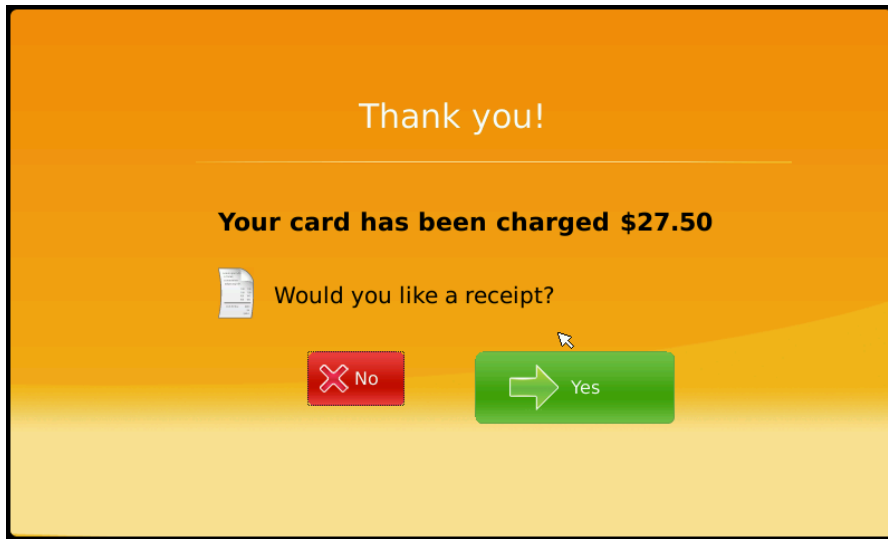 Thank you!
Your card has been charged $27.50
Would you like a receipt?
No
Yes